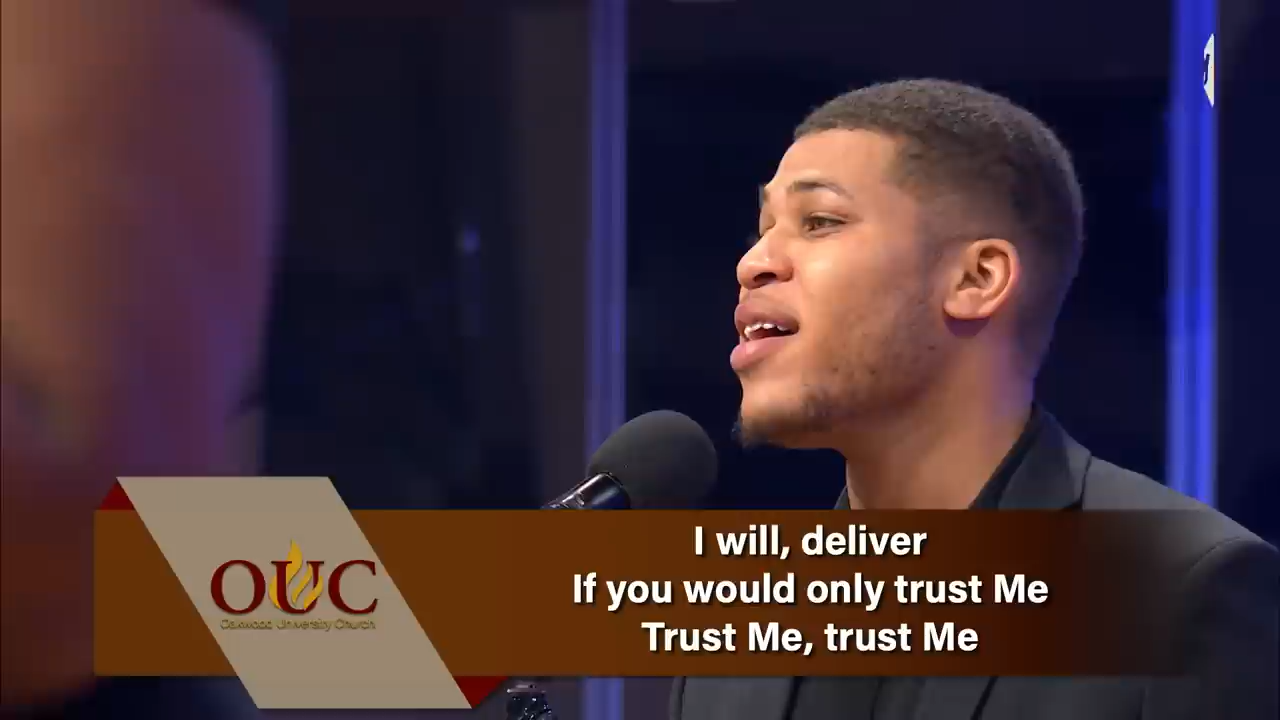 OUC
Oakwood University Church
I will, deliver
If you would only trust Me
Trust Me, trust Me